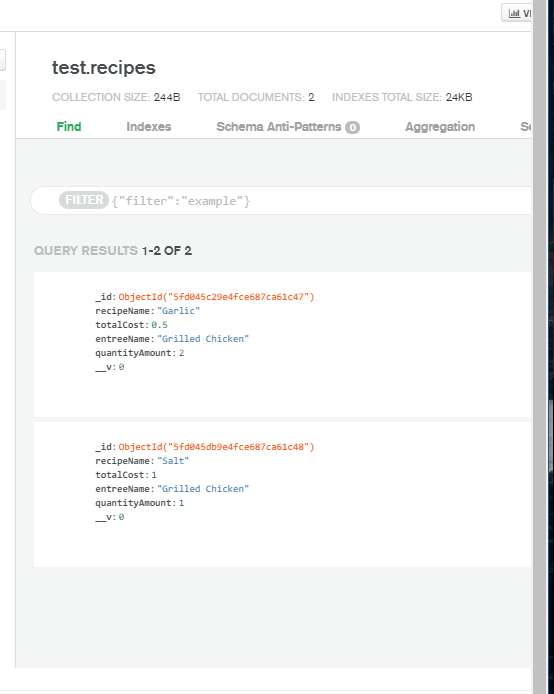 test.recipes
COLLECTION SIZE: 244B TOTAL DOCUMENTS: 2 INDEXES TOTAL SIZE: 24KB
Find Indexes Schema Anti-Patterns 0 Aggregation
FILTER {"filter":"example"}
QUERY RESULTS 1-2 OF 2
_id: ObjectId("5fd045c29e4fce687ca61c47")
recipeName: "Garlic"
totalCost: 0.5
entreeName: "Grilled Chicken"
quantityAmount: 2
__v: 0
_id: ObjectId("5fd045db9e4fce687ca61c48")
recipeName: "Salt"
totalCost: 1
entreeName: "Grilled Chicken"
quantityAmount: 1
__v: 0